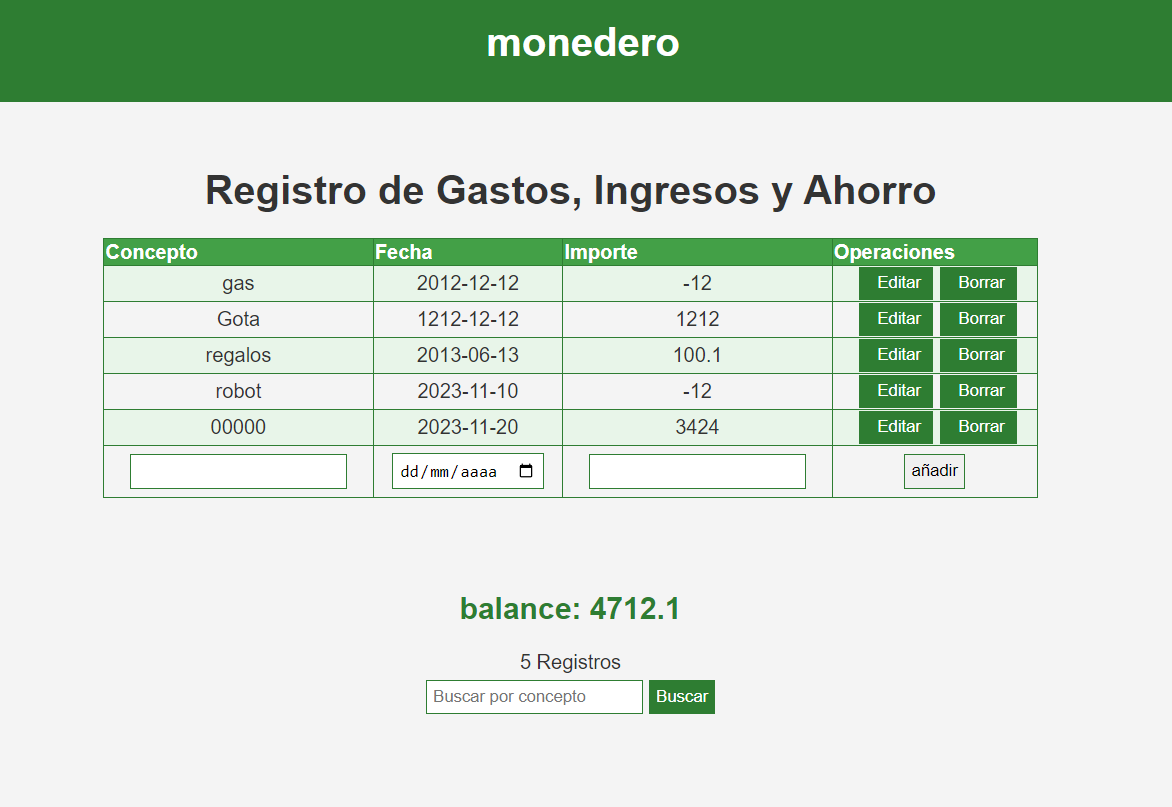 monedero
Registro de Gastos, Ingresos y Ahorro
Concepto Fecha Importe Operaciones
gas 2012-12-12 -12 Editar Borrar
Gota 1212-12-12 1212 Editar Borrar
regalos 2013-06-13 100.1 Editar Borrar
robot 2023-11-10 -12 Editar Borrar
00000 2023-11-20 3424 Editar Borrar
dd/mm/aaaa añadir
balance: 4712.1
5 Registros
Buscar por concepto Buscar